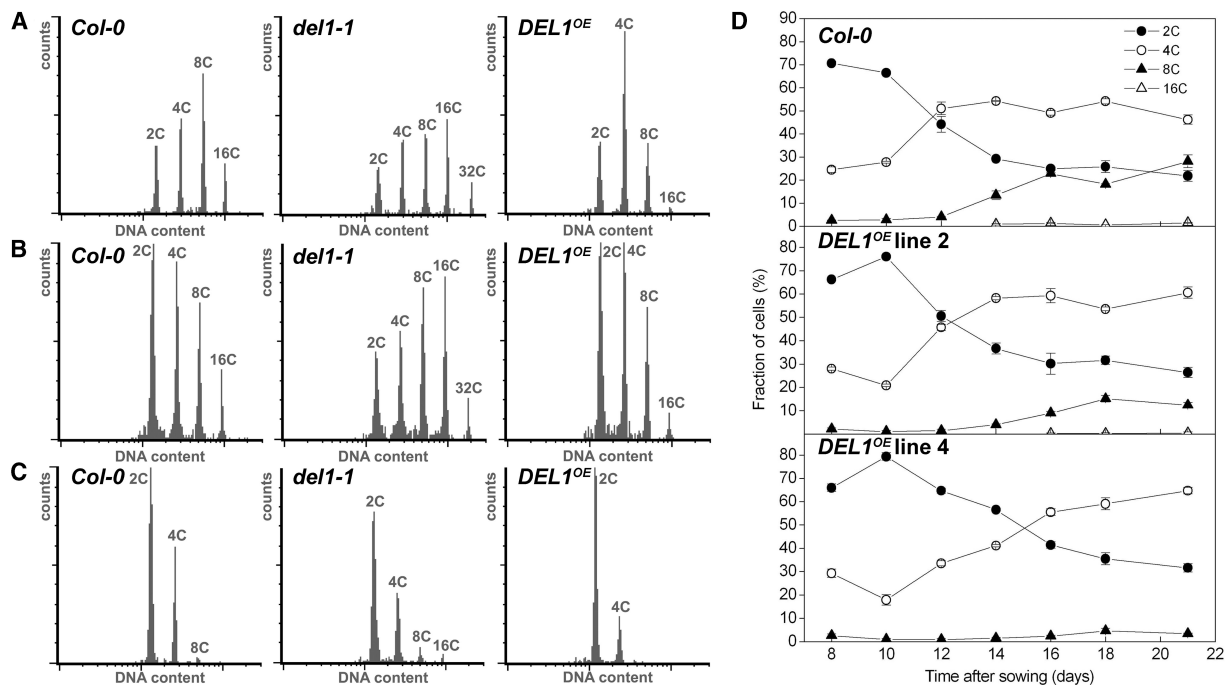 A
Col-0
del1-1
DEL1OE
counts
2C
4C
8C
16C
DNA content
counts
2C
4C
8C
16C
32C
DNA content
counts
2C
4C
8C
16C
DNA content
B
Col-0
del1-1
DEL1OE
counts
2C
4C
8C
16C
DNA content
counts
2C
4C
8C
16C
32C
DNA content
counts
2C
4C
8C
16C
DNA content
C
Col-0
del1-1
DEL1OE
counts
2C
4C
8C
DNA content
counts
2C
4C
8C
16C
DNA content
counts
2C
4C
DNA content
D
Col-0
2C
4C
8C
16C
90
80
70
60
50
40
30
20
10
0
DEL1OE line 2
80
70
60
50
40
30
20
10
DEL1OE line 4
80
70
60
50
40
30
20
10
0
Fraction of cells (%)
8 10 12 14 16 18 20 22
Time after sowing (days)